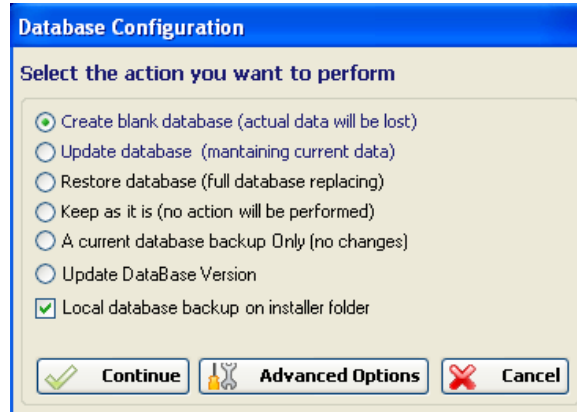 Database Configuration
Select the action you want to perform
Create blank database (actual data will be lost)
Update database (mantaining current data)
Restore database (full database replacing)
Keep as it is (no action will be performed)
A current database backup Only (no changes)
Update DataBase Version
Local database backup on installer folder
Continue Advanced Options Cancel